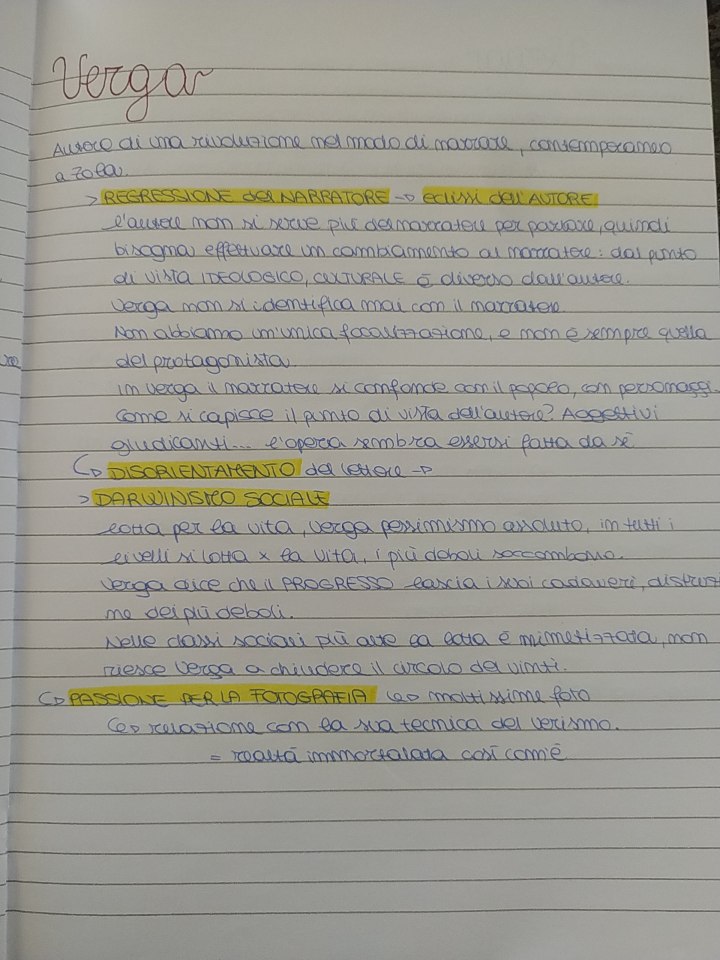 Verga
Autore di una rivoluzione nel modo di narrare, contemporaneo
a Zola.
> REGRESSIONE del NARRATORE → eclissi dell'AUTORE
l'autore non si serve più del narratore per parlare, quindi
bisogna effettuare un cambiamento al narratore: dal punto
di vista IDEOLOGICO, CULTURALE è diverso dall'autore.
Verga non si identifica mai con il narratore.
Non abbiamo un'unica focalizzazione, e non è sempre quella
del protagonista.
In Verga il narratore si confonde con il popolo, con personaggi.
Come si capisce il punto di vista dell'autore? Aggettivi
giudicanti... l'opera sembra essersi fatta da sé
↳ DISORIENTAMENTO del lettore →
> DARWINISMO SOCIALE
lotta per la vita, Verga pessimismo assoluto, in tutti i
livelli si lotta x la vita, i più deboli soccombono.
Verga dice che il PROGRESSO lascia i suoi cadaveri, distruzio
ne dei più deboli.
Nelle classi sociali più alte la lotta è mimetizzata, non
riesce Verga a chiudere il circolo dei vinti.
↳ PASSIONE PER LA FOTOGRAFIA ↳ moltissime foto
↳ relazione con la sua tecnica del verismo.
= realtà immortalata così com'è